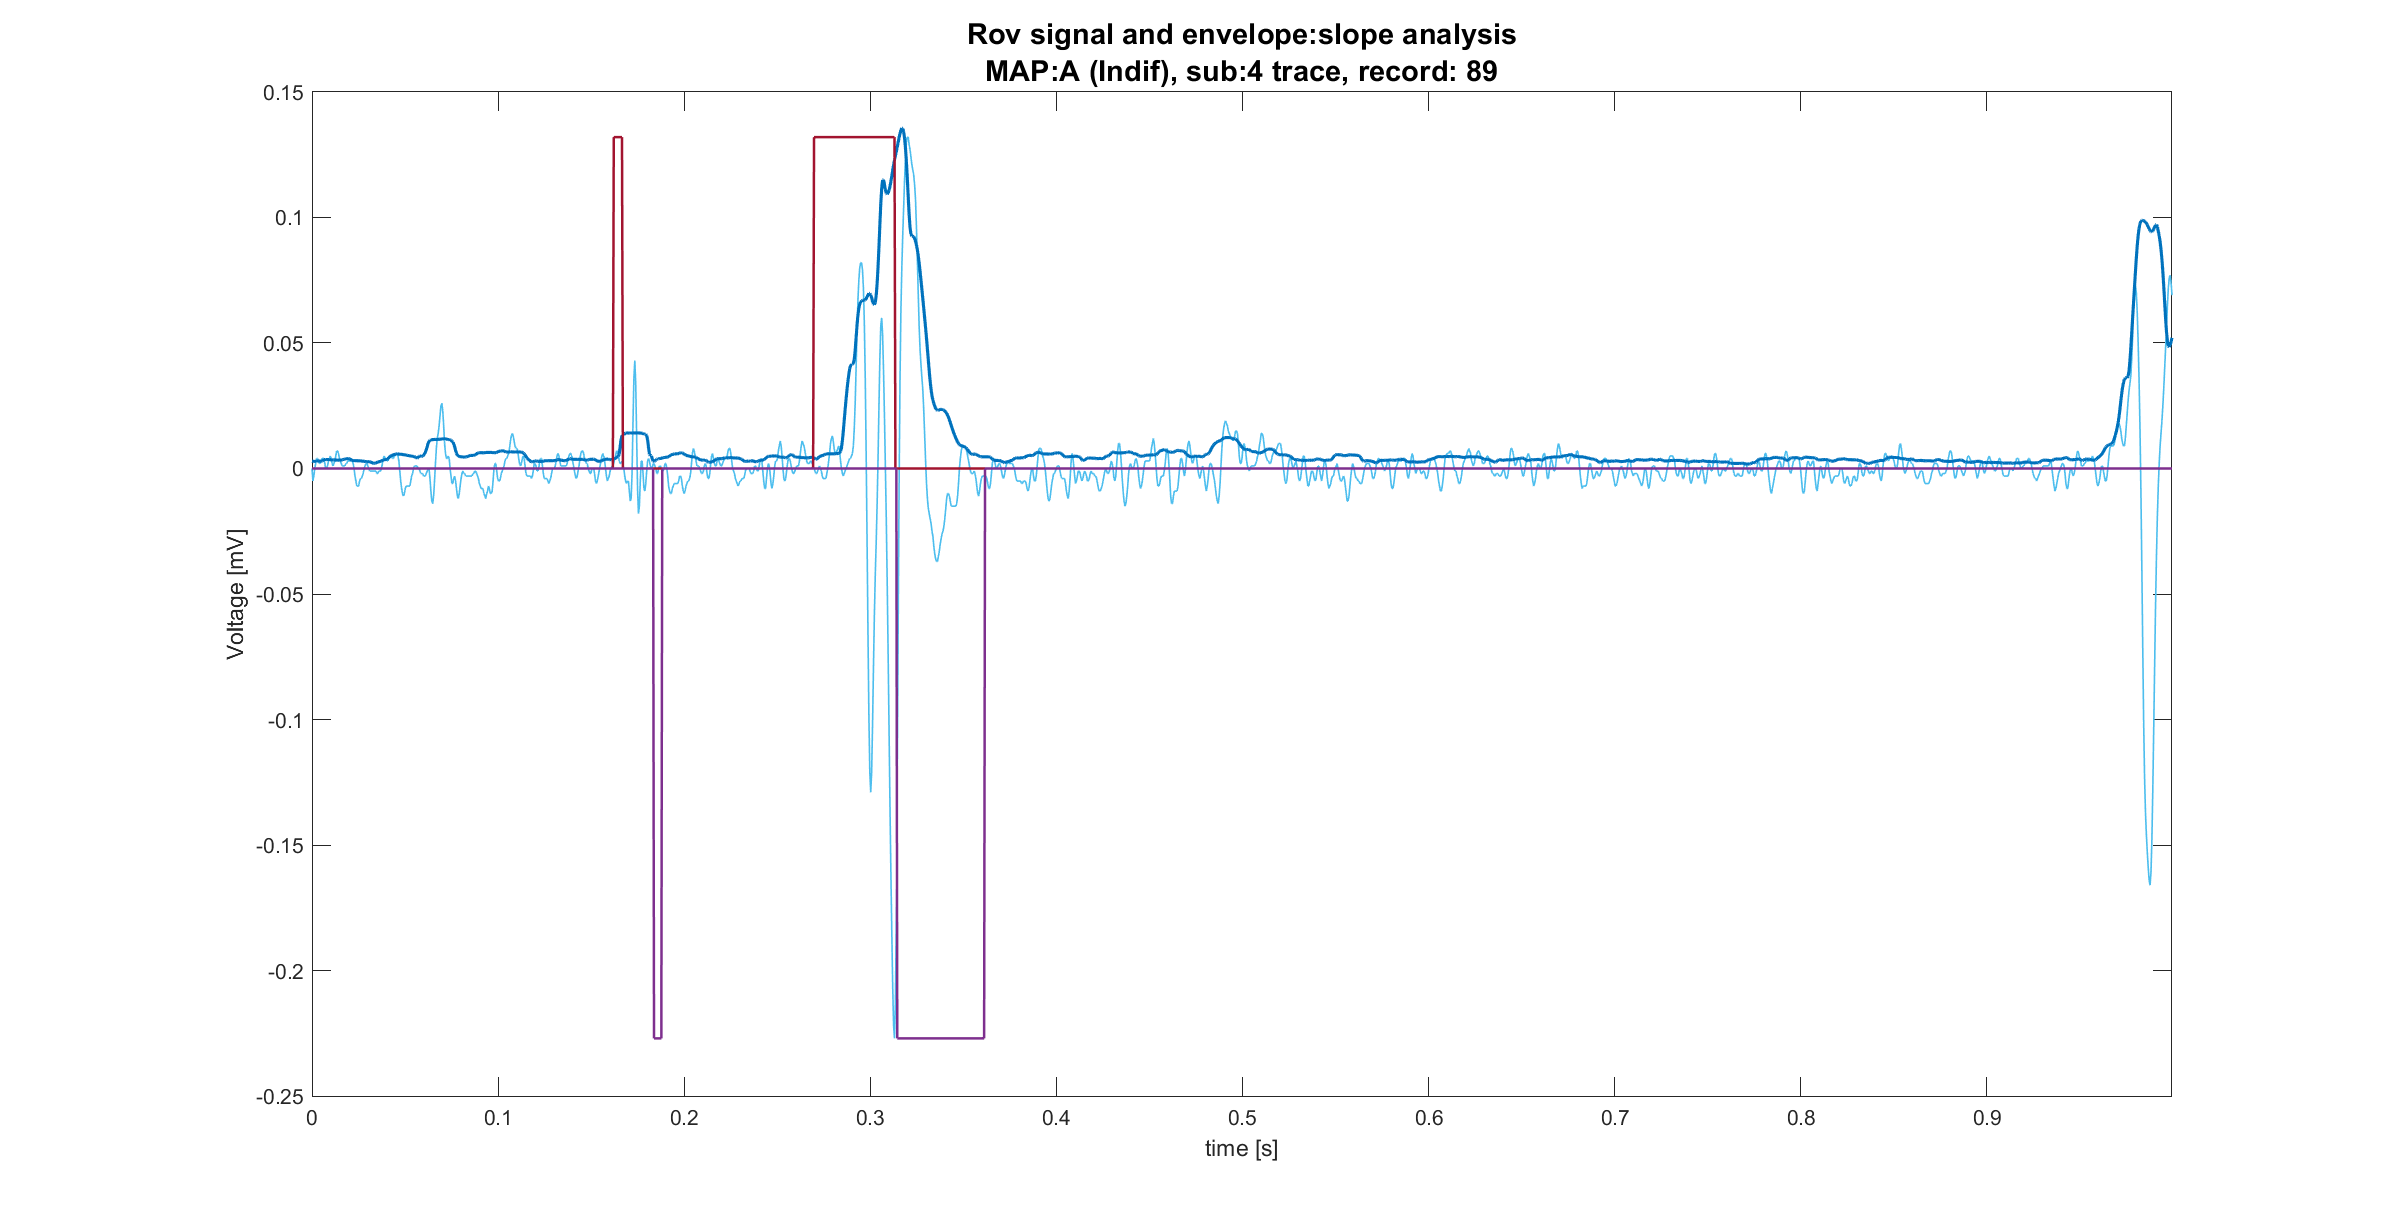 Rov signal and envelope:slope analysis
MAP:A (Indif), sub:4 trace, record: 89
0.15
0.1
0.05
0
-0.05
-0.1
-0.15
-0.2
-0.25
Voltage [mV]
0 0.1 0.2 0.3 0.4 0.5 0.6 0.7 0.8 0.9
time [s]